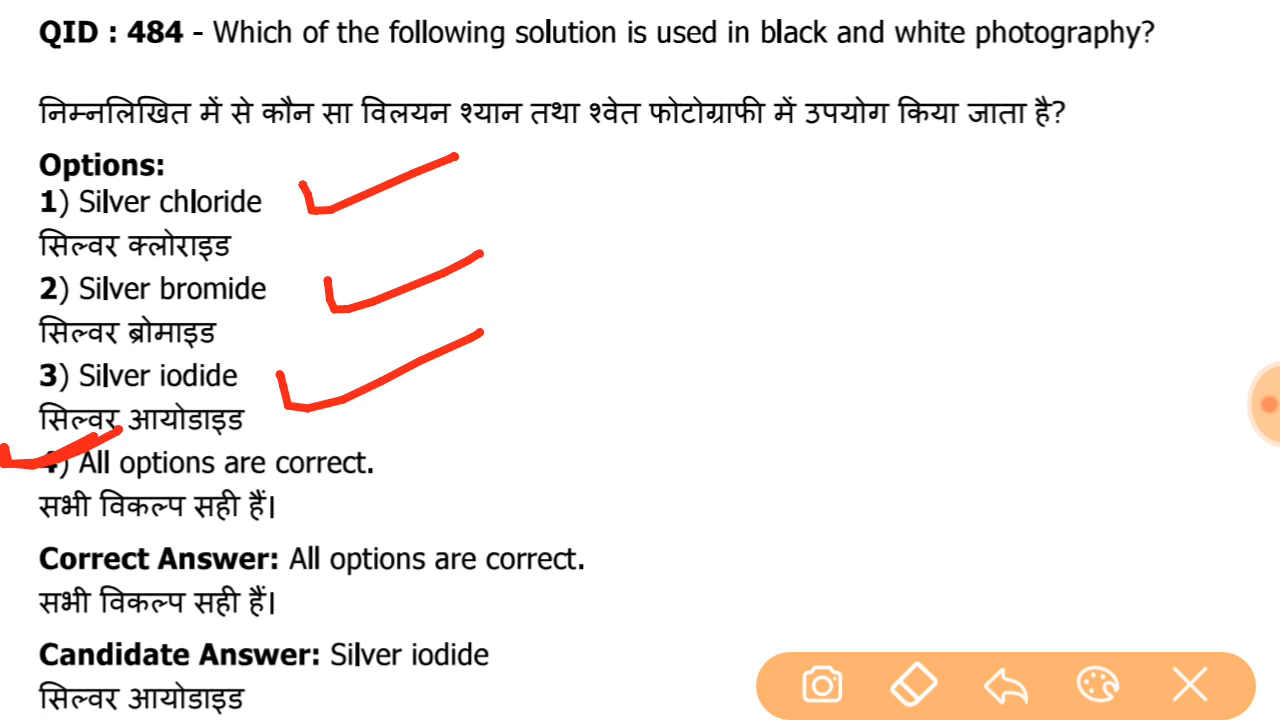 QID : 484 - Which of the following solution is used in black and white photography?
निम्नलिखित में से कौन सा विलयन श्यान तथा श्वेत फोटोग्राफी में उपयोग किया जाता है?
Options:
1) Silver chloride
सिल्वर क्लोराइड
2) Silver bromide
सिल्वर ब्रोमाइड
3) Silver iodide
सिल्वर आयोडाइड
4) All options are correct.
सभी विकल्प सही हैं।
Correct Answer: All options are correct.
सभी विकल्प सही हैं।
Candidate Answer: Silver iodide
सिल्वर आयोडाइड